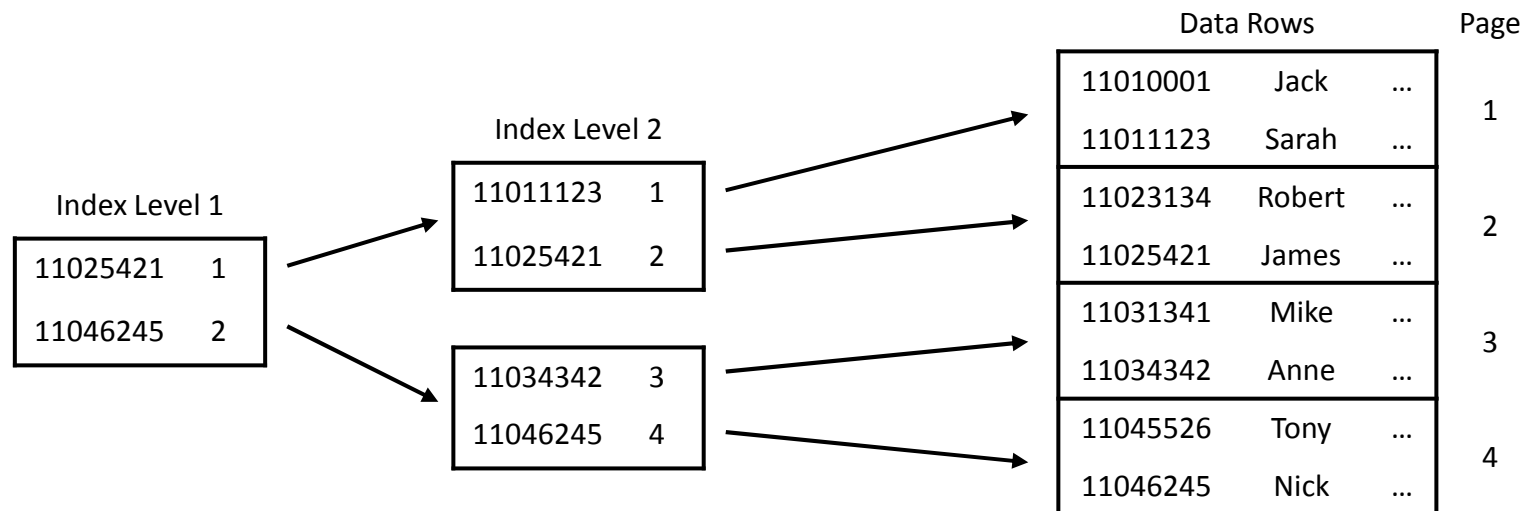 Index Level 1
11025421 1
11046245 2
Index Level 2
11011123 1
11025421 2
11034342 3
11046245 4
Data Rows Page
11010001 Jack ...
1
11011123 Sarah ...
11023134 Robert ...
2
11025421 James ...
11031341 Mike ...
3
11034342 Anne ...
11045526 Tony ...
4
11046245 Nick ...